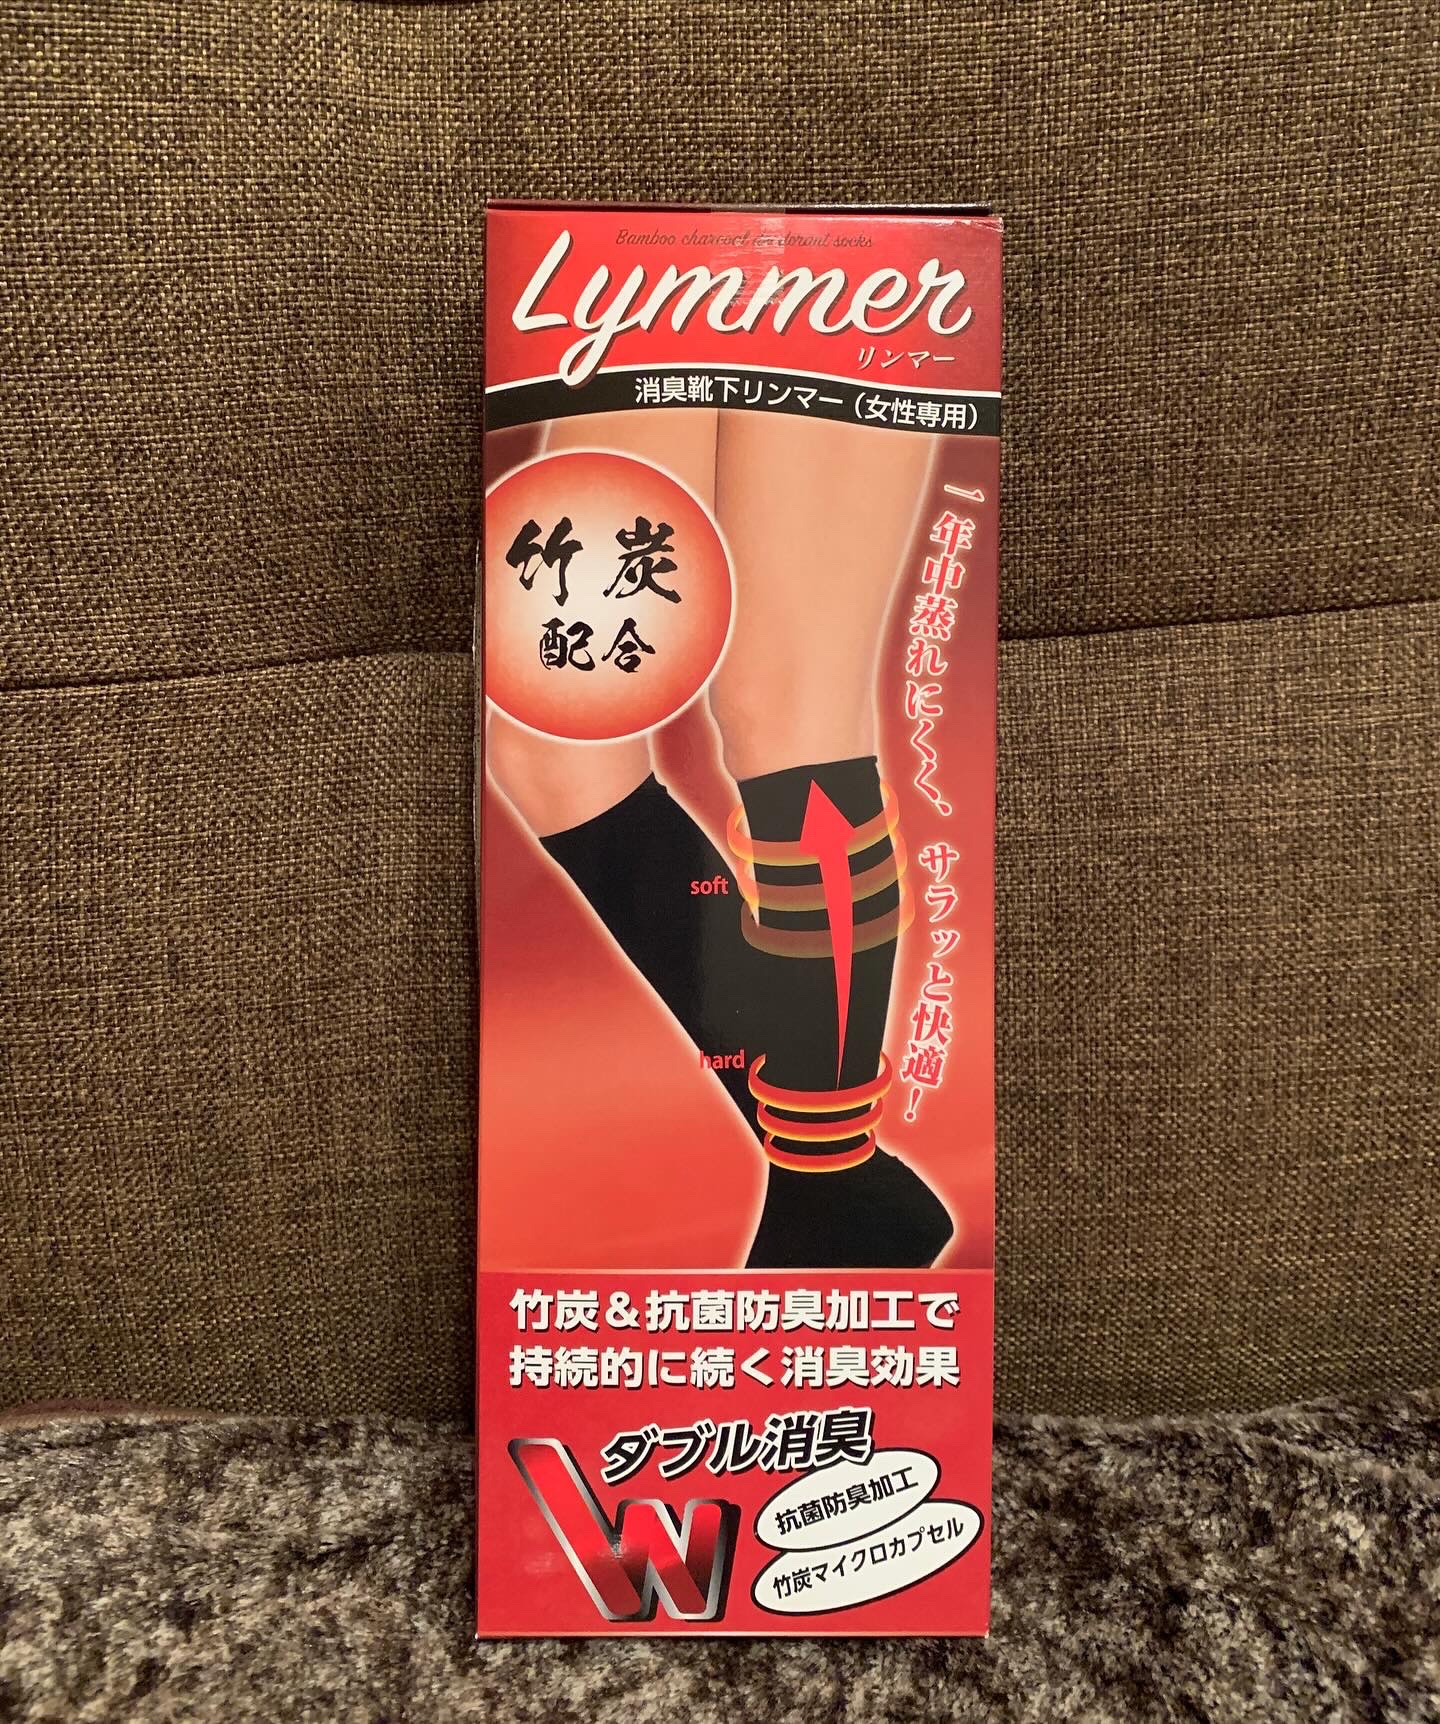 Bamboo charcoal deodorant socks
Lymmer
リンマー
消臭靴下リンマー（女性専用）
竹炭
配合
一年中蒸れにくく、サラッと快適！
soft
hard
竹炭＆抗菌防臭加工で
持続的に続く消臭効果
ダブル消臭
W
抗菌防臭加工
竹炭マイクロカプセル